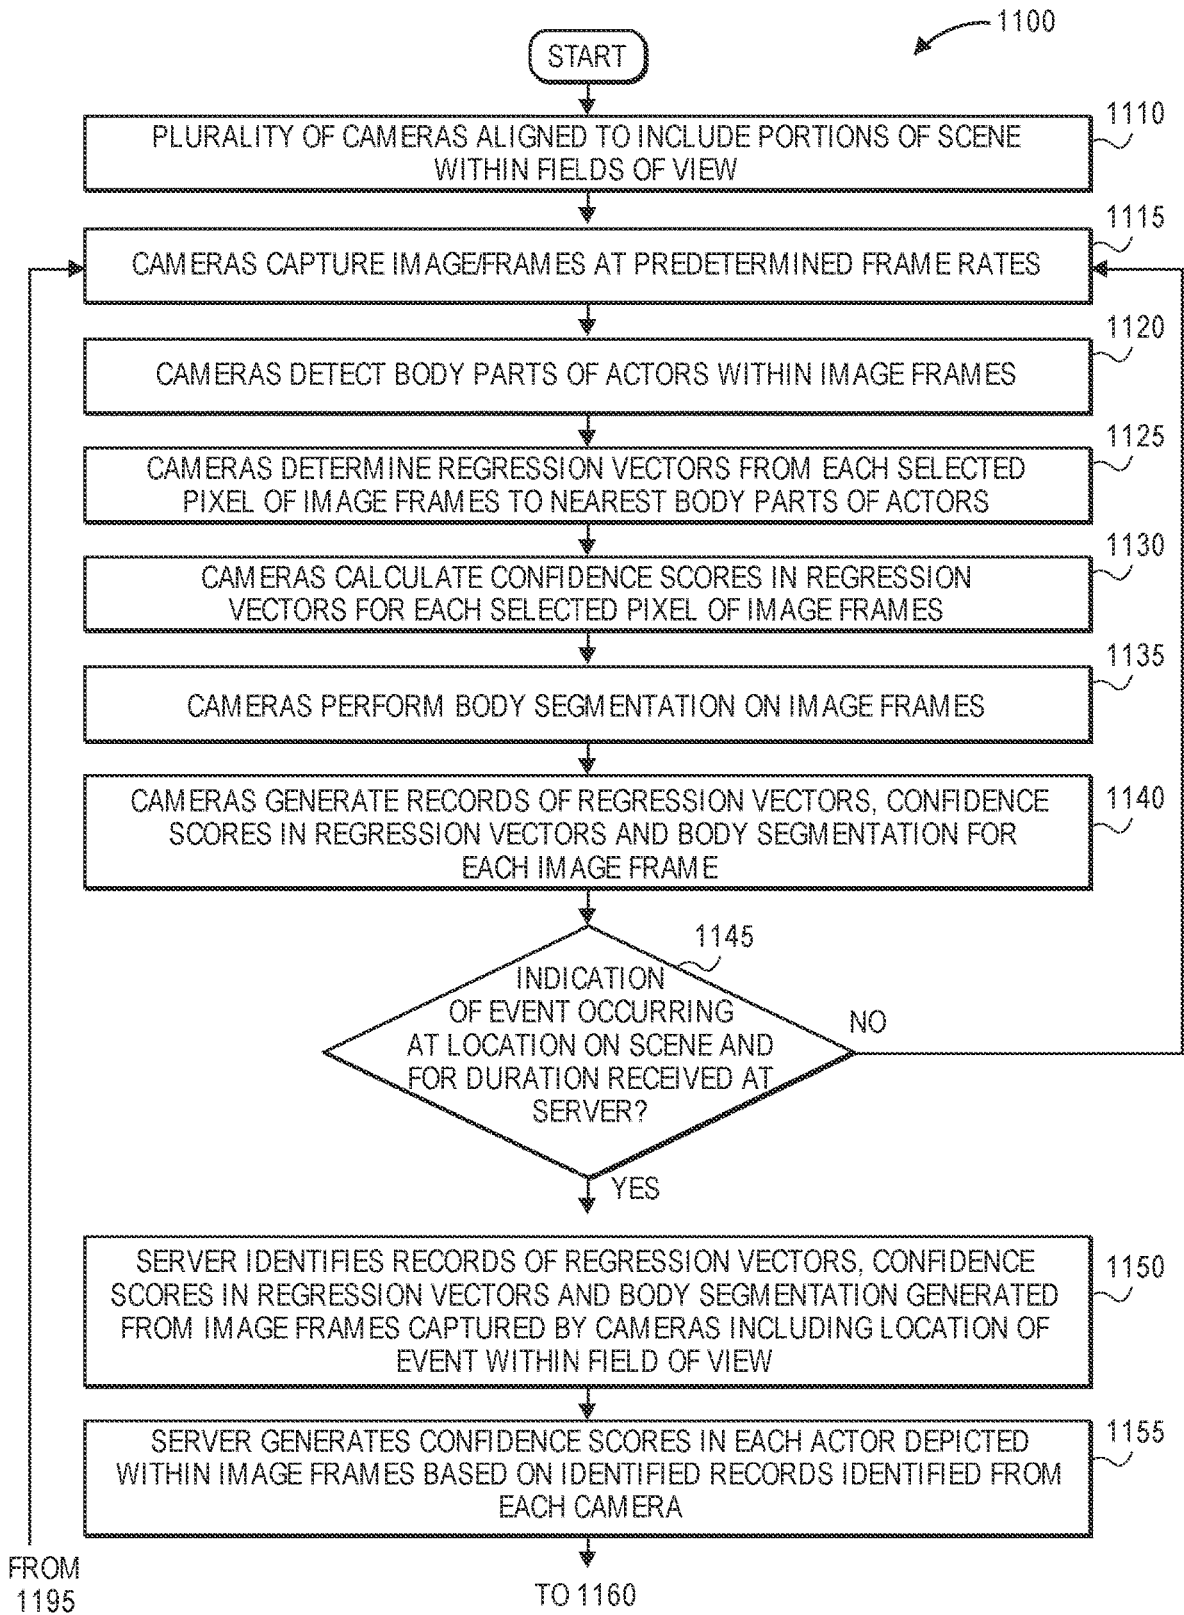 1100
START
1110
PLURALITY OF CAMERAS ALIGNED TO INCLUDE PORTIONS OF SCENE
WITHIN FIELDS OF VIEW
1115
CAMERAS CAPTURE IMAGE/FRAMES AT PREDETERMINED FRAME RATES
1120
CAMERAS DETECT BODY PARTS OF ACTORS WITHIN IMAGE FRAMES
1125
CAMERAS DETERMINE REGRESSION VECTORS FROM EACH SELECTED
PIXEL OF IMAGE FRAMES TO NEAREST BODY PARTS OF ACTORS
1130
CAMERAS CALCULATE CONFIDENCE SCORES IN REGRESSION
VECTORS FOR EACH SELECTED PIXEL OF IMAGE FRAMES
1135
CAMERAS PERFORM BODY SEGMENTATION ON IMAGE FRAMES
1140
CAMERAS GENERATE RECORDS OF REGRESSION VECTORS, CONFIDENCE
SCORES IN REGRESSION VECTORS AND BODY SEGMENTATION FOR
EACH IMAGE FRAME
1145
INDICATION
OF EVENT OCCURRING
AT LOCATION ON SCENE AND
FOR DURATION RECEIVED AT
SERVER?
NO
YES
1150
SERVER IDENTIFIES RECORDS OF REGRESSION VECTORS, CONFIDENCE
SCORES IN REGRESSION VECTORS AND BODY SEGMENTATION GENERATED
FROM IMAGE FRAMES CAPTURED BY CAMERAS INCLUDING LOCATION OF
EVENT WITHIN FIELD OF VIEW
1155
SERVER GENERATES CONFIDENCE SCORES IN EACH ACTOR DEPICTED
WITHIN IMAGE FRAMES BASED ON IDENTIFIED RECORDS IDENTIFIED FROM
EACH CAMERA
FROM
1195
TO 1160